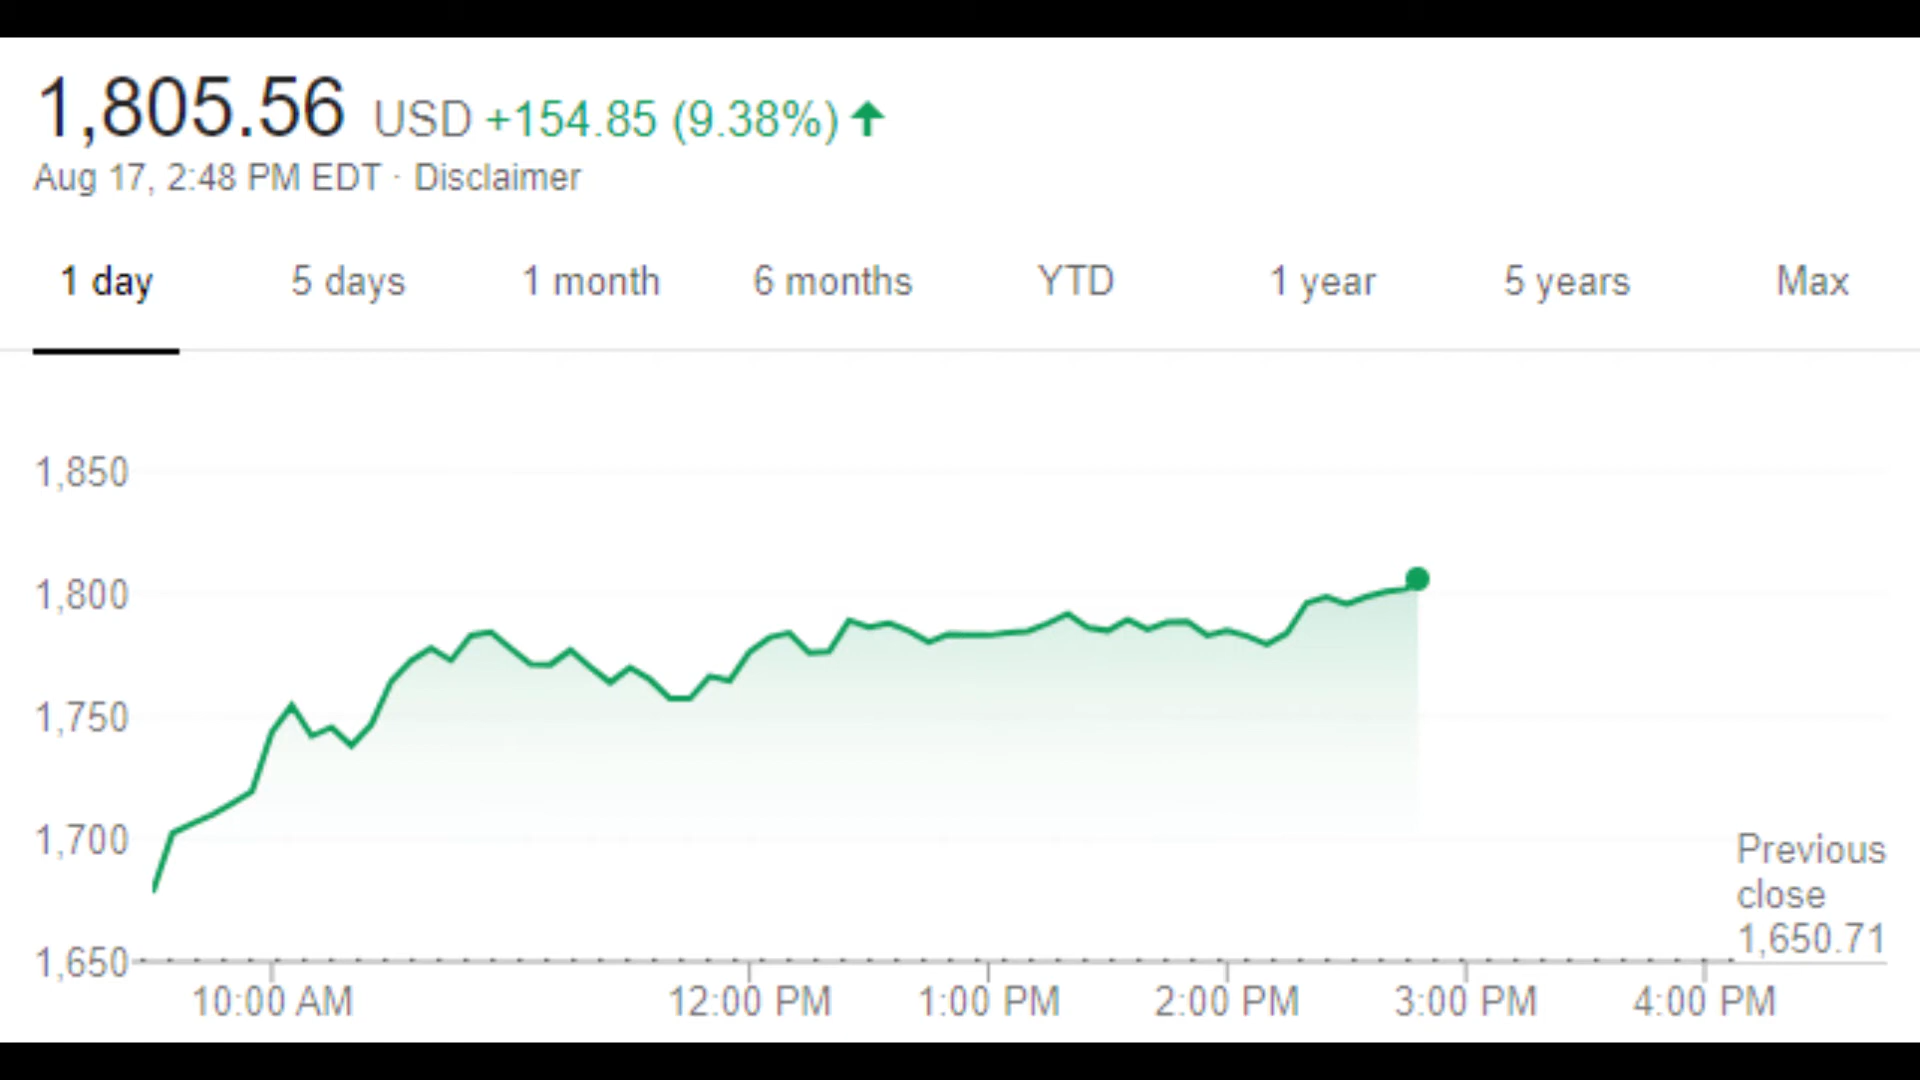 1,805.56 USD +154.85 (9.38%)
Aug 17, 2:48 PM EDT · Disclaimer
1 day 5 days 1 month 6 months YTD 1 year 5 years Max
1,850
1,800
1,750
1,700
Previous
close
1,650.71
1,650
10:00 AM 12:00 PM 1:00 PM 2:00 PM 3:00 PM 4:00 PM